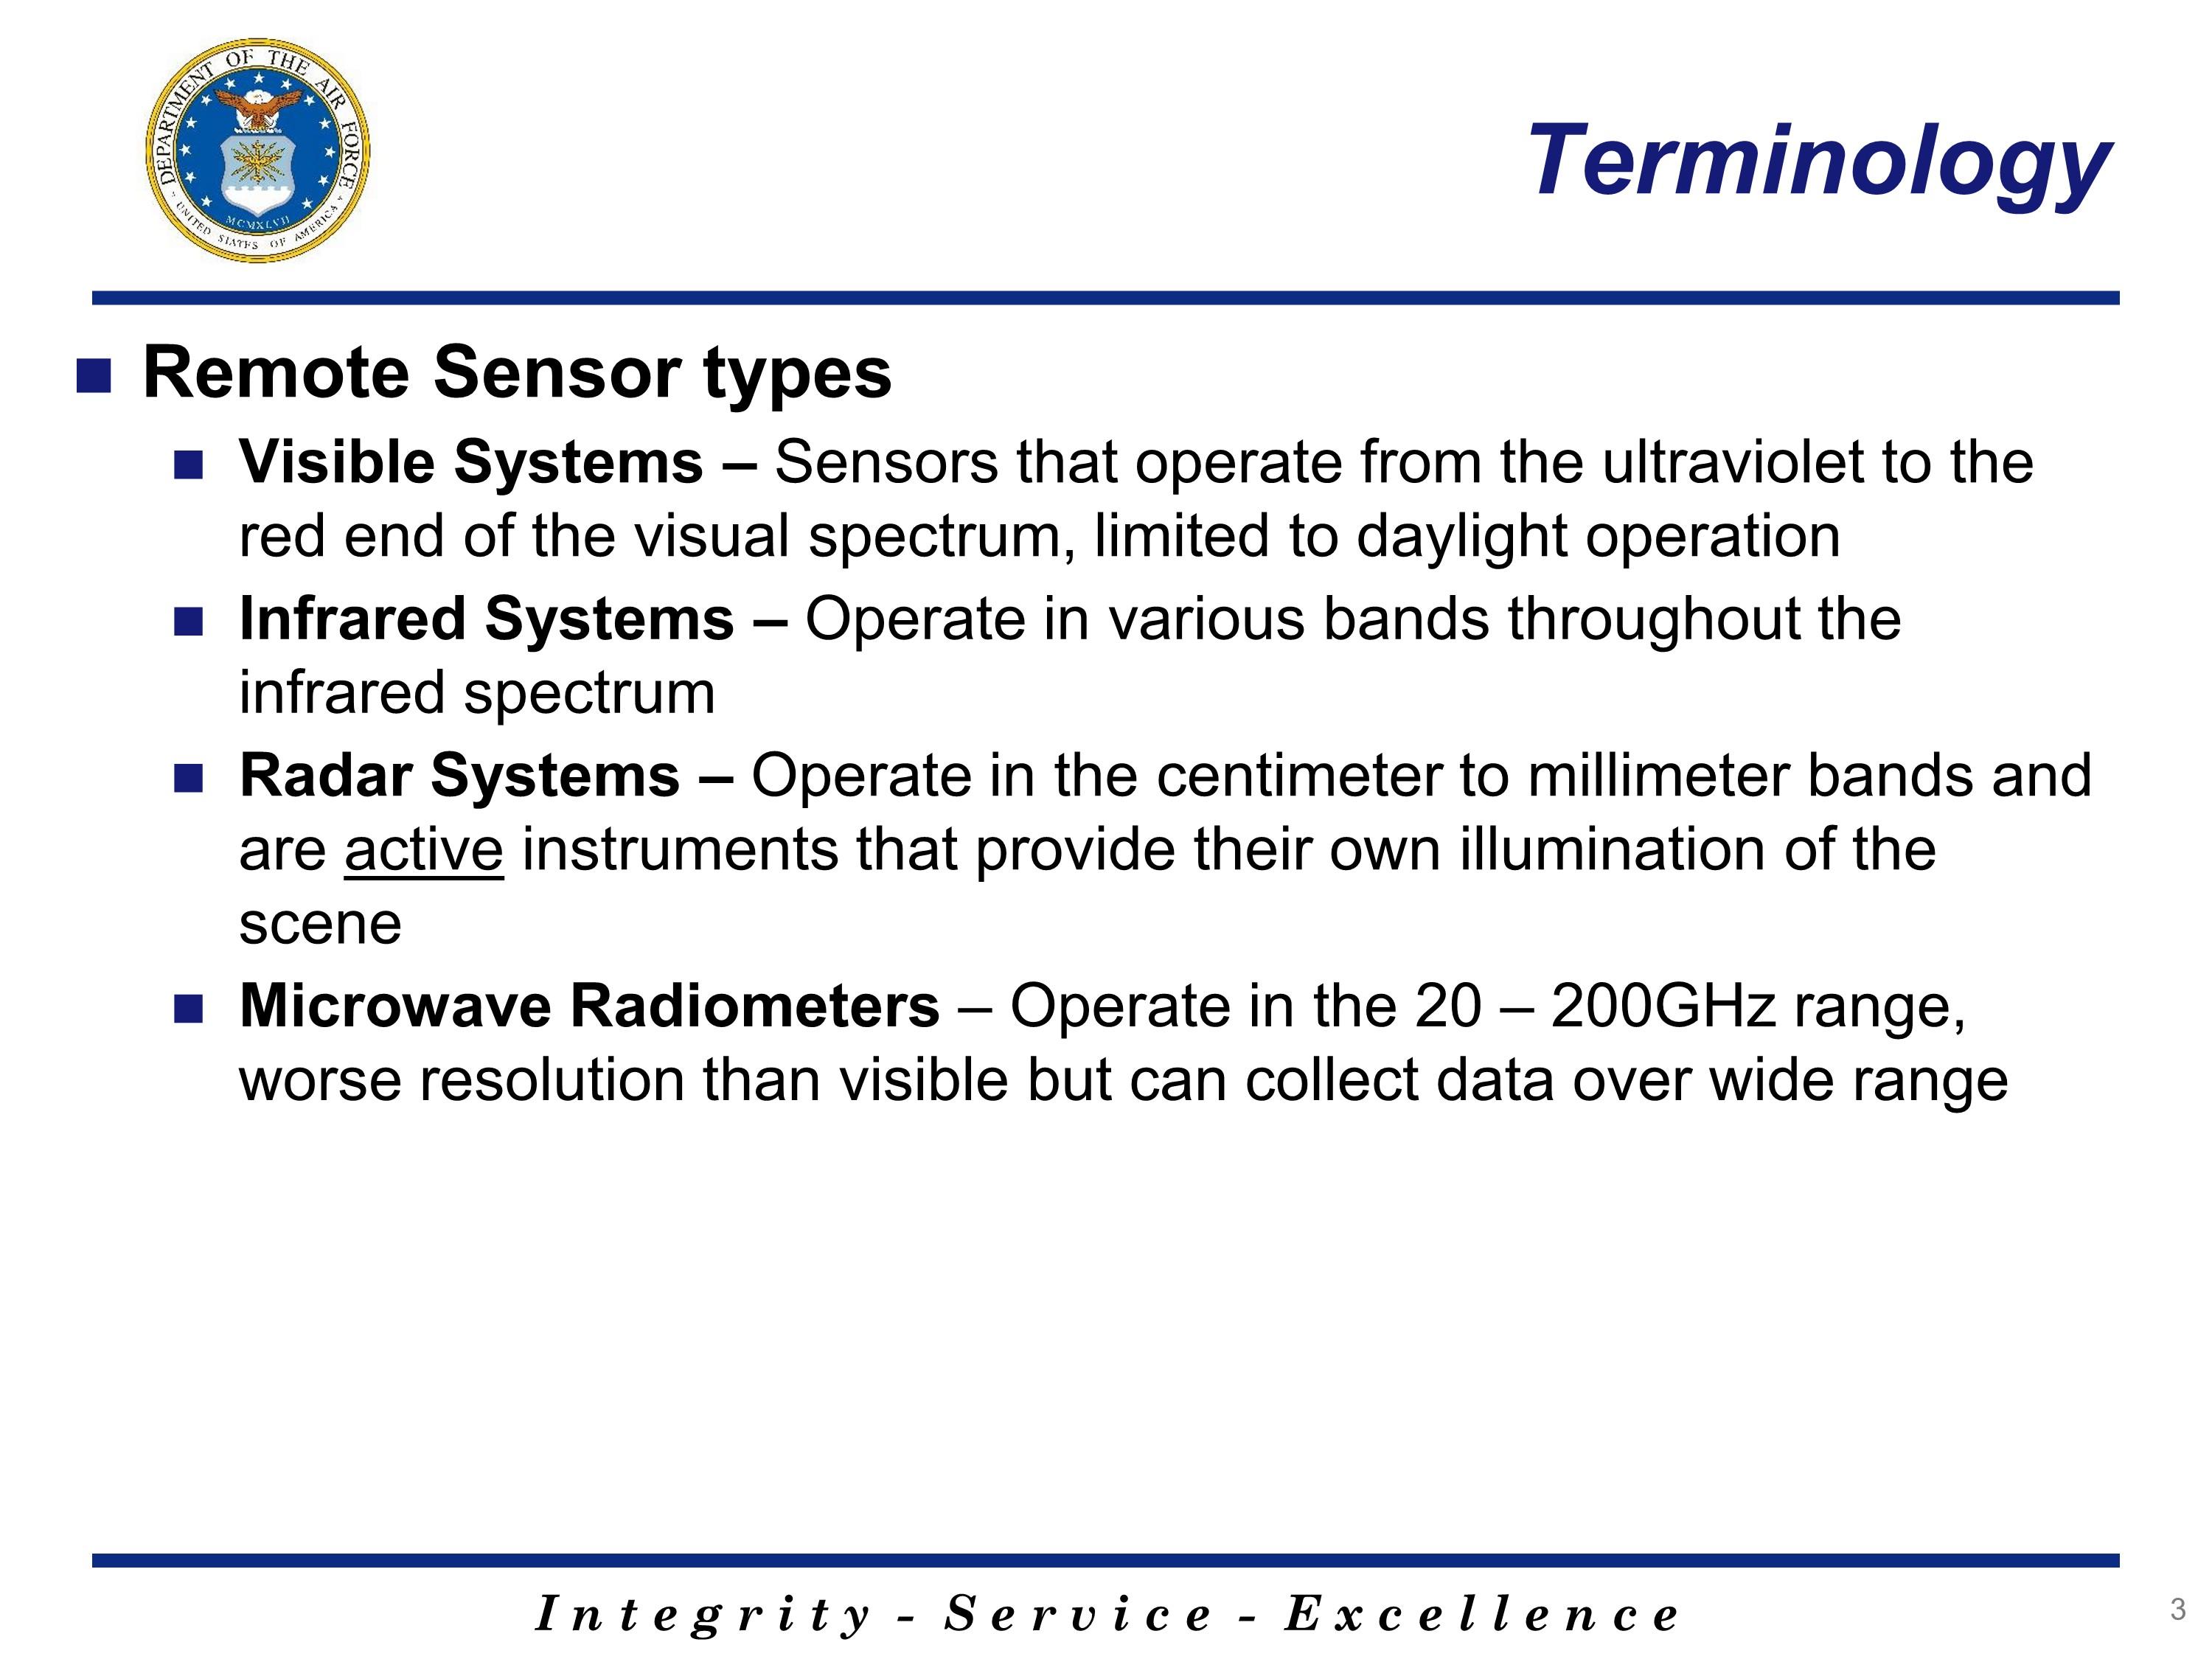 DEPARTMENT OF THE AIR FORCE
MCMXLVII
UNITED STATES OF AMERICA
Terminology
Remote Sensor types
Visible Systems – Sensors that operate from the ultraviolet to the
red end of the visual spectrum, limited to daylight operation
Infrared Systems – Operate in various bands throughout the
infrared spectrum
Radar Systems – Operate in the centimeter to millimeter bands and
are active instruments that provide their own illumination of the
scene
Microwave Radiometers – Operate in the 20 – 200GHz range,
worse resolution than visible but can collect data over wide range
Integrity - Service - Excellence
3